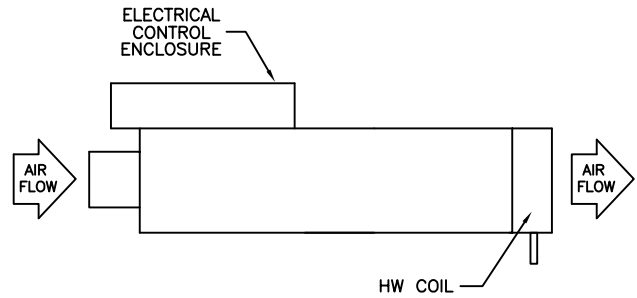 ELECTRICAL
CONTROL
ENCLOSURE
AIR
FLOW
AIR
FLOW
HW COIL